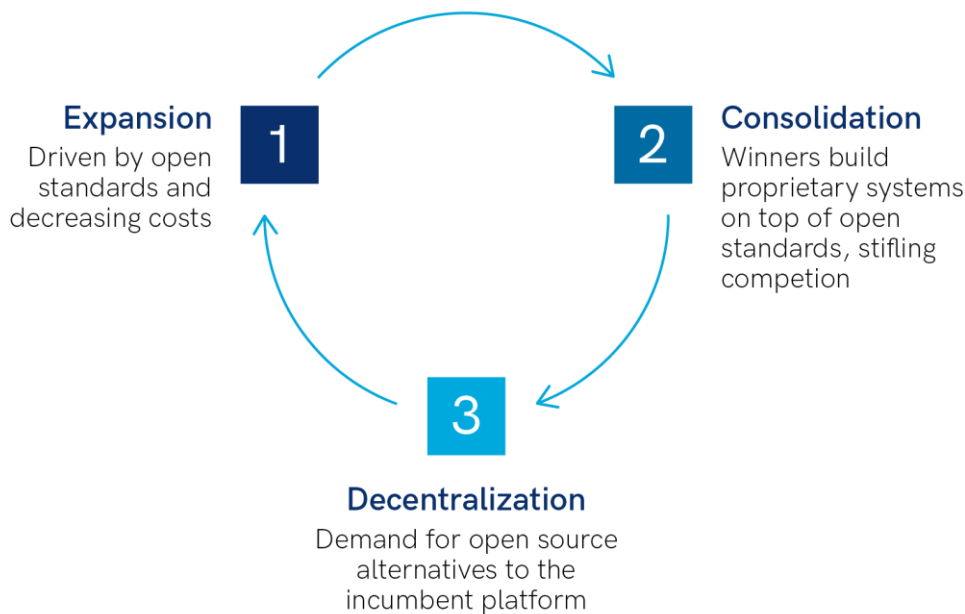 1
Expansion
Driven by open
standards and
decreasing costs
2
Consolidation
Winners build
proprietary systems
on top of open
standards, stifling
competion
3
Decentralization
Demand for open source
alternatives to the
incumbent platform